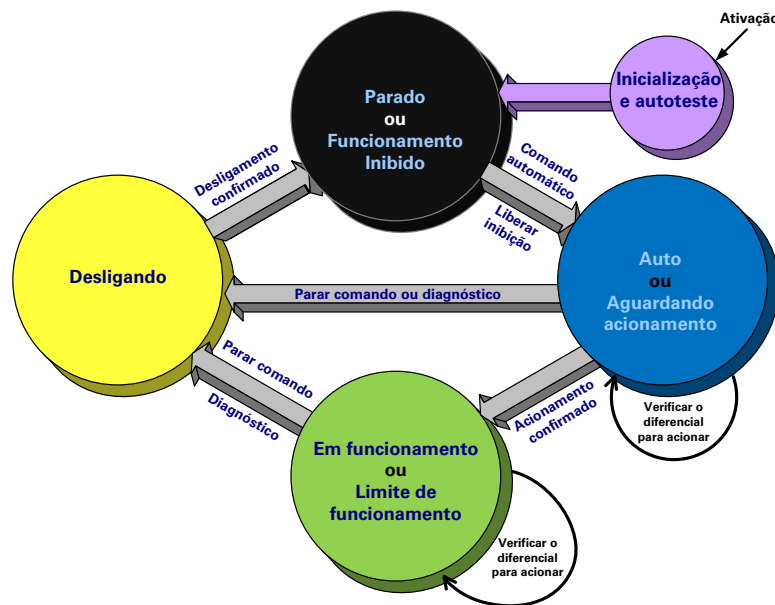 Ativação
Inicialização
e autoteste
Parado
ou
Funcionamento
Inibido
Comando
automático
Liberar
inibição
Desligamento
confirmado
Desligando
Auto
ou
Aguardando
acionamento
Parar comando ou diagnóstico
Parar comando
Diagnóstico
Acionamento
confirmado
Verificar o
diferencial
para acionar
Em funcionamento
ou
Limite de
funcionamento
Verificar o
diferencial
para acionar